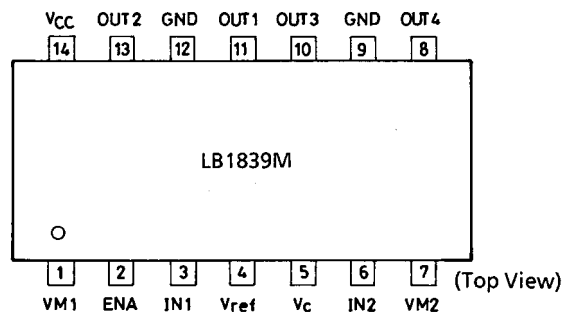 VCC OUT2 GND OUT1 OUT3 GND OUT4
14 13 12 11 10 9 8
LB1839M
1 2 3 4 5 6 7 (Top View)
VM1 ENA IN1 Vref Vc IN2 VM2